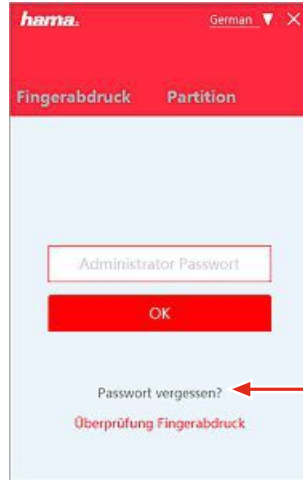 hama.
German
Fingerabdruck Partition
Administrator Passwort
OK
Passwort vergessen?
Überprüfung Fingerabdruck